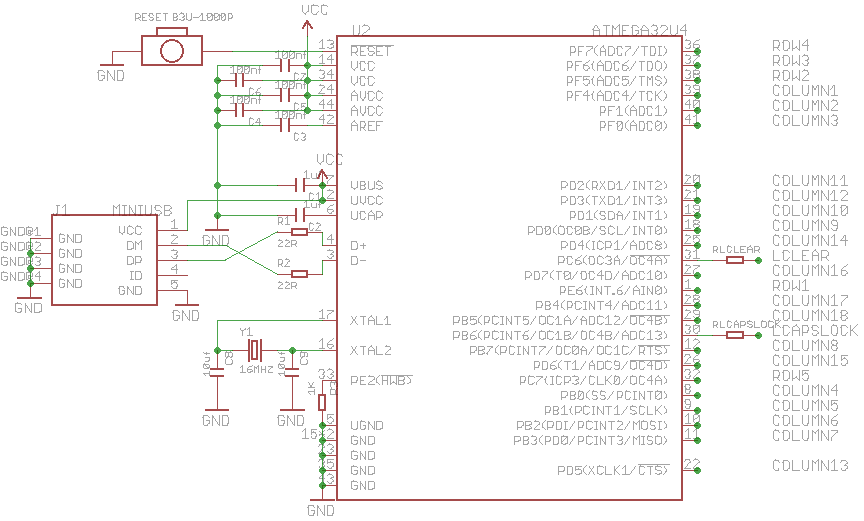 VCC
RESET B3U-1000P
GND
U2
ATMEGA32U4
13
RESET
PF7(ADC7/TDI)
36
ROW4
100nf
14
VCC
PF6(ADC6/TDO)
37
ROW3
C7
100nf
34
VCC
PF5(ADC5/TMS)
38
ROW2
C6
100nf
24
AVCC
PF4(ADC4/TCK)
39
COLUMN1
C5
100nf
44
AVCC
PF1(ADC1)
40
COLUMN2
C4
42
AREF
PF0(ADC0)
41
COLUMN3
C3
VCC
1uf
7
VBUS
PD2(RXD1/INT2)
20
COLUMN11
C1
2
UVCC
PD3(TXD1/INT3)
21
COLUMN12
1uf
6
UCAP
PD1(SDA/INT1)
19
COLUMN10
C2
PD0(OC0B/SCL/INT0)
18
COLUMN9
GND
J1
MINIUSB
VCC
1
GND@1
GND
DM
2
GND@2
GND
DP
3
GND@3
GND
ID
4
GND@4
GND
GND
5
GND
GND
R1
22R
R2
22R
4
D+
PD4(ICP1/ADC8)
25
COLUMN14
3
D-
PC6(OC3A/OC4A)
31
RLCLEAR
LCLEAR
PD7(T0/OC4D/ADC10)
27
COLUMN16
PE6(INT.6/AIN0)
1
ROW1
PB4(PCINT4/ADC11)
28
COLUMN17
17
XTAL1
PB5(PCINT5/OC1A/ADC12/OC4B)
29
COLUMN18
PB6(PCINT6/OC1B/OC4B/ADC13)
30
RLCAPSLOCK
LCAPSLOCK
Y1
16MHZ
10uf
C8
10uf
C9
16
XTAL2
PB7(PCINT7/OC0A/OC1C/RTS)
12
COLUMN8
PD6(T1/ADC9/OC4D)
26
COLUMN15
33
PE2(HWB)
PC7(ICP3/CLK0/OC4A)
32
ROW5
1K
PB0(SS/PCINT0)
8
COLUMN4
PB1(PCINT1/SCLK)
9
COLUMN5
GND
GND
5
UGND
PB2(PDI/PCINT2/MOSI)
10
COLUMN6
15
GND
PB3(PD0/PCINT3/MISO)
11
COLUMN7
23
GND
35
GND
PD5(XCLK1/CTS)
22
COLUMN13
43
GND
GND